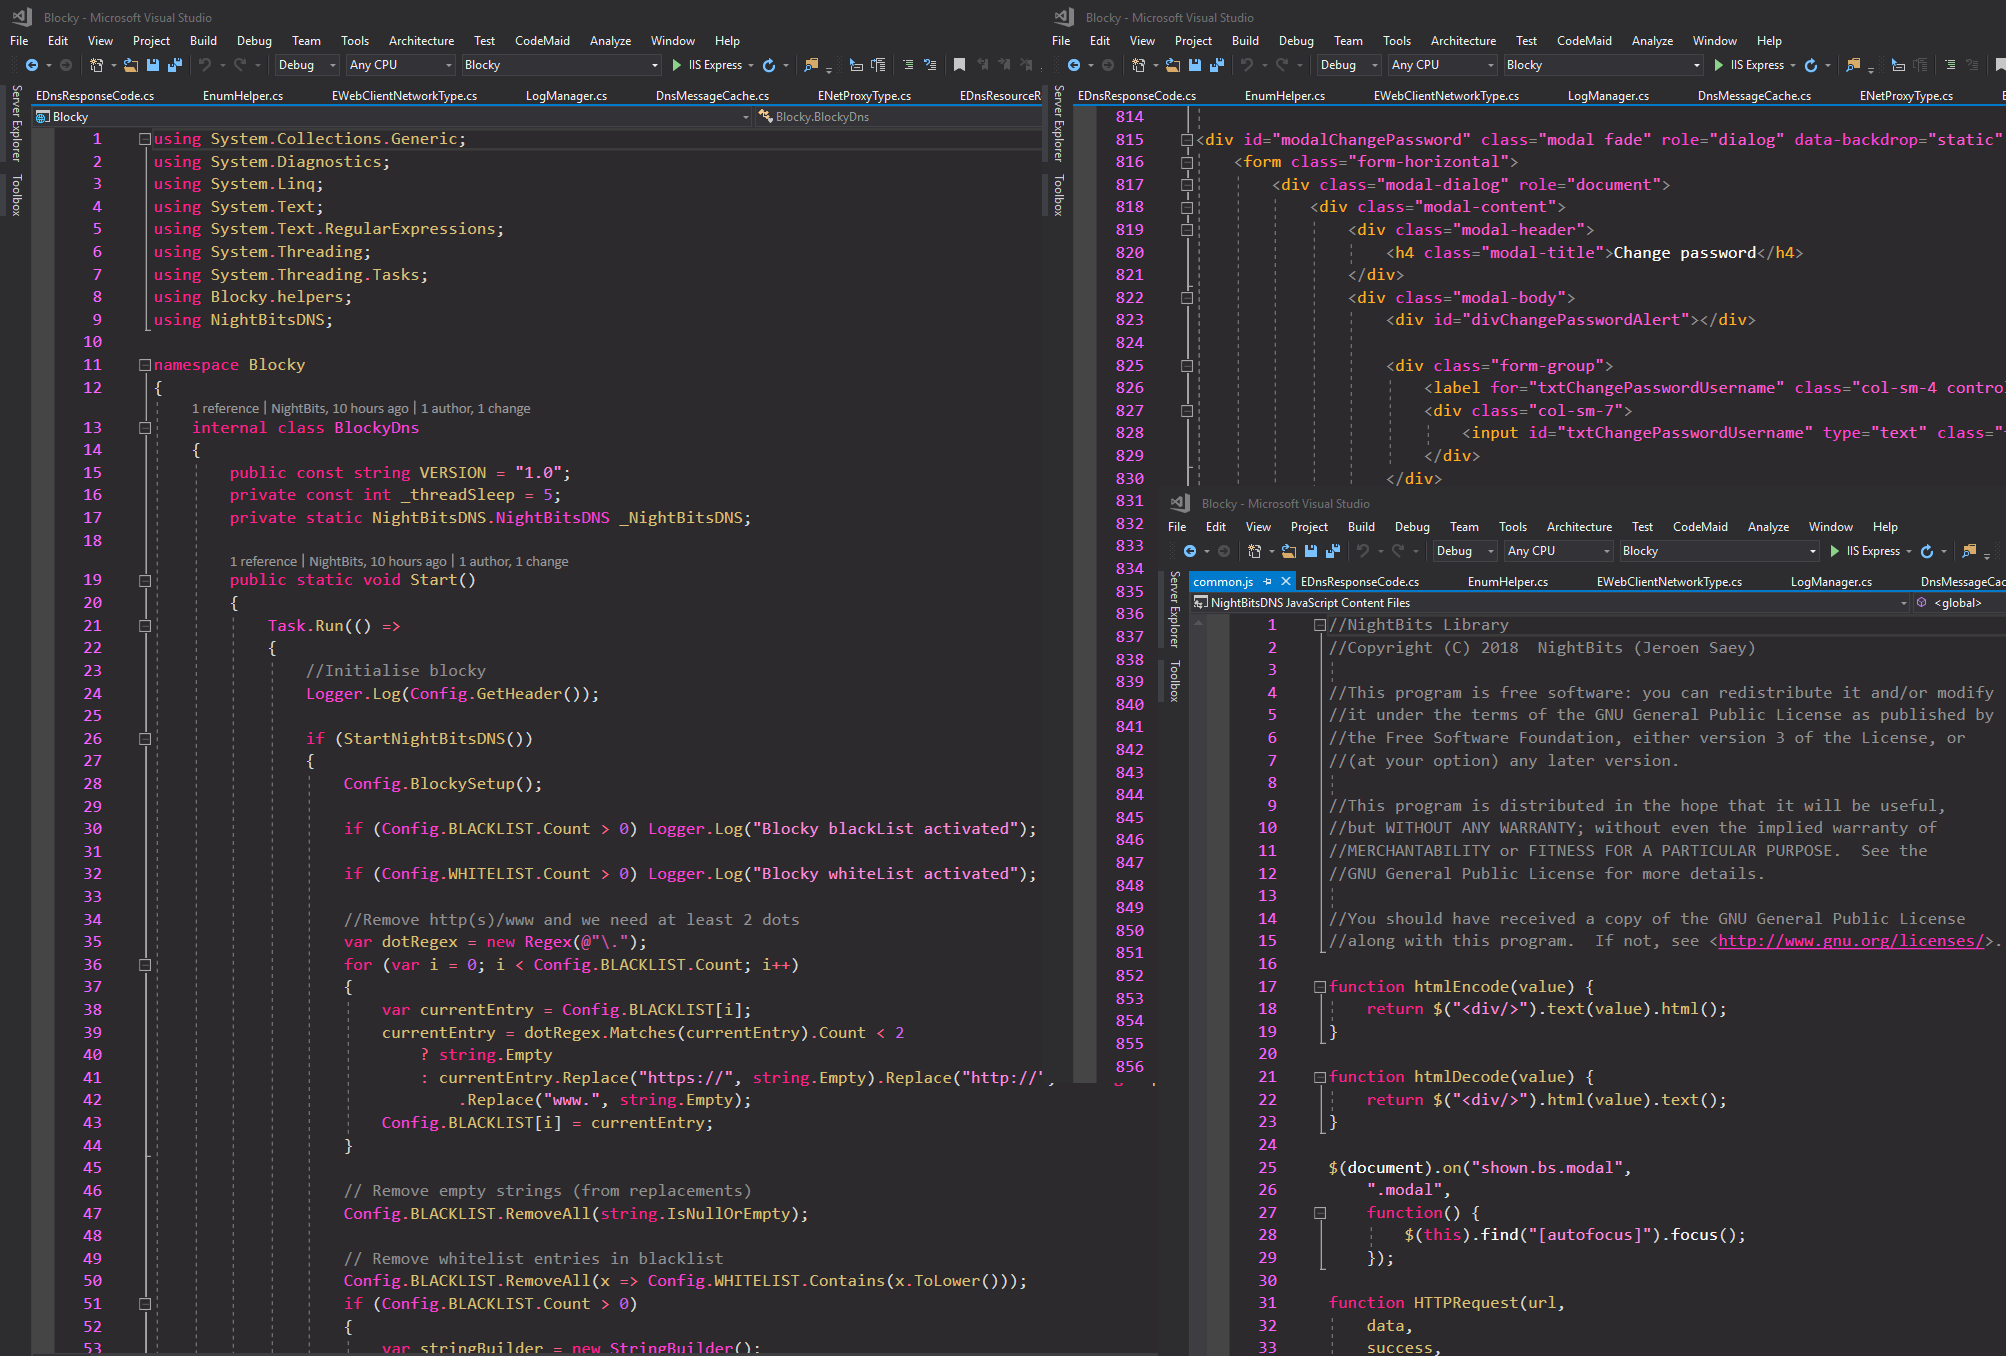 Blocky - Microsoft Visual Studio
File Edit View Project Build Debug Team Tools Architecture Test CodeMaid Analyze Window Help
Debug Any CPU Blocky IIS Express
Server Explorer
Toolbox
EDnsResponseCode.cs EnumHelper.cs EWebClientNetworkType.cs LogManager.cs DnsMessageCache.cs ENetProxyType.cs EDnsResourceR
Blocky Blocky.BlockyDns
1 using System.Collections.Generic;
2 using System.Diagnostics;
3 using System.Linq;
4 using System.Text;
5 using System.Text.RegularExpressions;
6 using System.Threading;
7 using System.Threading.Tasks;
8 using Blocky.helpers;
9 using NightBitsDNS;
10
11 namespace Blocky
12 {
1 reference | NightBits, 10 hours ago | 1 author, 1 change
13 internal class BlockyDns
14 {
15 public const string VERSION = "1.0";
16 private const int _threadSleep = 5;
17 private static NightBitsDNS.NightBitsDNS _NightBitsDNS;
18
1 reference | NightBits, 10 hours ago | 1 author, 1 change
19 public static void Start()
20 {
21 Task.Run(() =>
22 {
23 //Initialise blocky
24 Logger.Log(Config.GetHeader());
25
26 if (StartNightBitsDNS())
27 {
28 Config.BlockySetup();
29
30 if (Config.BLACKLIST.Count > 0) Logger.Log("Blocky blackList activated");
31
32 if (Config.WHITELIST.Count > 0) Logger.Log("Blocky whiteList activated");
33
34 //Remove http(s)/www and we need at least 2 dots
35 var dotRegex = new Regex(@"\.");
36 for (var i = 0; i < Config.BLACKLIST.Count; i++)
37 {
38 var currentEntry = Config.BLACKLIST[i];
39 currentEntry = dotRegex.Matches(currentEntry).Count < 2
40 ? string.Empty
41 : currentEntry.Replace("https://", string.Empty).Replace("http://"
42 .Replace("www.", string.Empty);
43 Config.BLACKLIST[i] = currentEntry;
44 }
45
46 // Remove empty strings (from replacements)
47 Config.BLACKLIST.RemoveAll(string.IsNullOrEmpty);
48
49 // Remove whitelist entries in blacklist
50 Config.BLACKLIST.RemoveAll(x => Config.WHITELIST.Contains(x.ToLower()));
51 if (Config.BLACKLIST.Count > 0)
52 {
53 var stringBuilder = new StringBuilder();
Blocky - Microsoft Visual Studio
File Edit View Project Build Debug Team Tools Architecture Test CodeMaid Analyze Window Help
Debug Any CPU Blocky IIS Express
Server Explorer
Toolbox
EDnsResponseCode.cs EnumHelper.cs EWebClientNetworkType.cs LogManager.cs DnsMessageCache.cs ENetProxyType.cs
814
815 <div id="modalChangePassword" class="modal fade" role="dialog" data-backdrop="static"
816 <form class="form-horizontal">
817 <div class="modal-dialog" role="document">
818 <div class="modal-content">
819 <div class="modal-header">
820 <h4 class="modal-title">Change password</h4>
821 </div>
822 <div class="modal-body">
823 <div id="divChangePasswordAlert"></div>
824
825 <div class="form-group">
826 <label for="txtChangePasswordUsername" class="col-sm-4 contro
827 <div class="col-sm-7">
828 <input id="txtChangePasswordUsername" type="text" class="
829 </div>
830 </div>
831
832
833
834
835
836
837
838
839
840
841
842
843
844
845
846
847
848
849
850
851
852
853
854
855
856
Blocky - Microsoft Visual Studio
File Edit View Project Build Debug Team Tools Architecture Test CodeMaid Analyze Window Help
Debug Any CPU Blocky IIS Express
Server Explorer
Toolbox
common.js EDnsResponseCode.cs EnumHelper.cs EWebClientNetworkType.cs LogManager.cs DnsMessageCac
NightBitsDNS JavaScript Content Files <global>
1 //NightBits Library
2 //Copyright (C) 2018  NightBits (Jeroen Saey)
3
4 //This program is free software: you can redistribute it and/or modify
5 //it under the terms of the GNU General Public License as published by
6 //the Free Software Foundation, either version 3 of the License, or
7 //(at your option) any later version.
8
9 //This program is distributed in the hope that it will be useful,
10 //but WITHOUT ANY WARRANTY; without even the implied warranty of
11 //MERCHANTABILITY or FITNESS FOR A PARTICULAR PURPOSE.  See the
12 //GNU General Public License for more details.
13
14 //You should have received a copy of the GNU General Public License
15 //along with this program.  If not, see <http://www.gnu.org/licenses/>.
16
17 function htmlEncode(value) {
18 return $("<div/>").text(value).html();
19 }
20
21 function htmlDecode(value) {
22 return $("<div/>").html(value).text();
23 }
24
25 $(document).on("shown.bs.modal",
26 ".modal",
27 function() {
28 $(this).find("[autofocus]").focus();
29 });
30
31 function HTTPRequest(url,
32 data,
33 success,